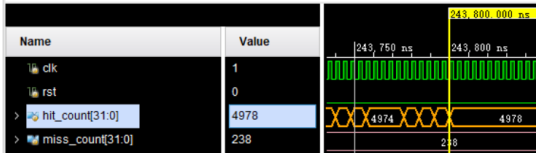 243,800.000 ns
Name Value 243,750 ns 243,800 ns
clk 1
rst 0
hit_count[31:0] 4978 4974 4978
miss_count[31:0] 238 238